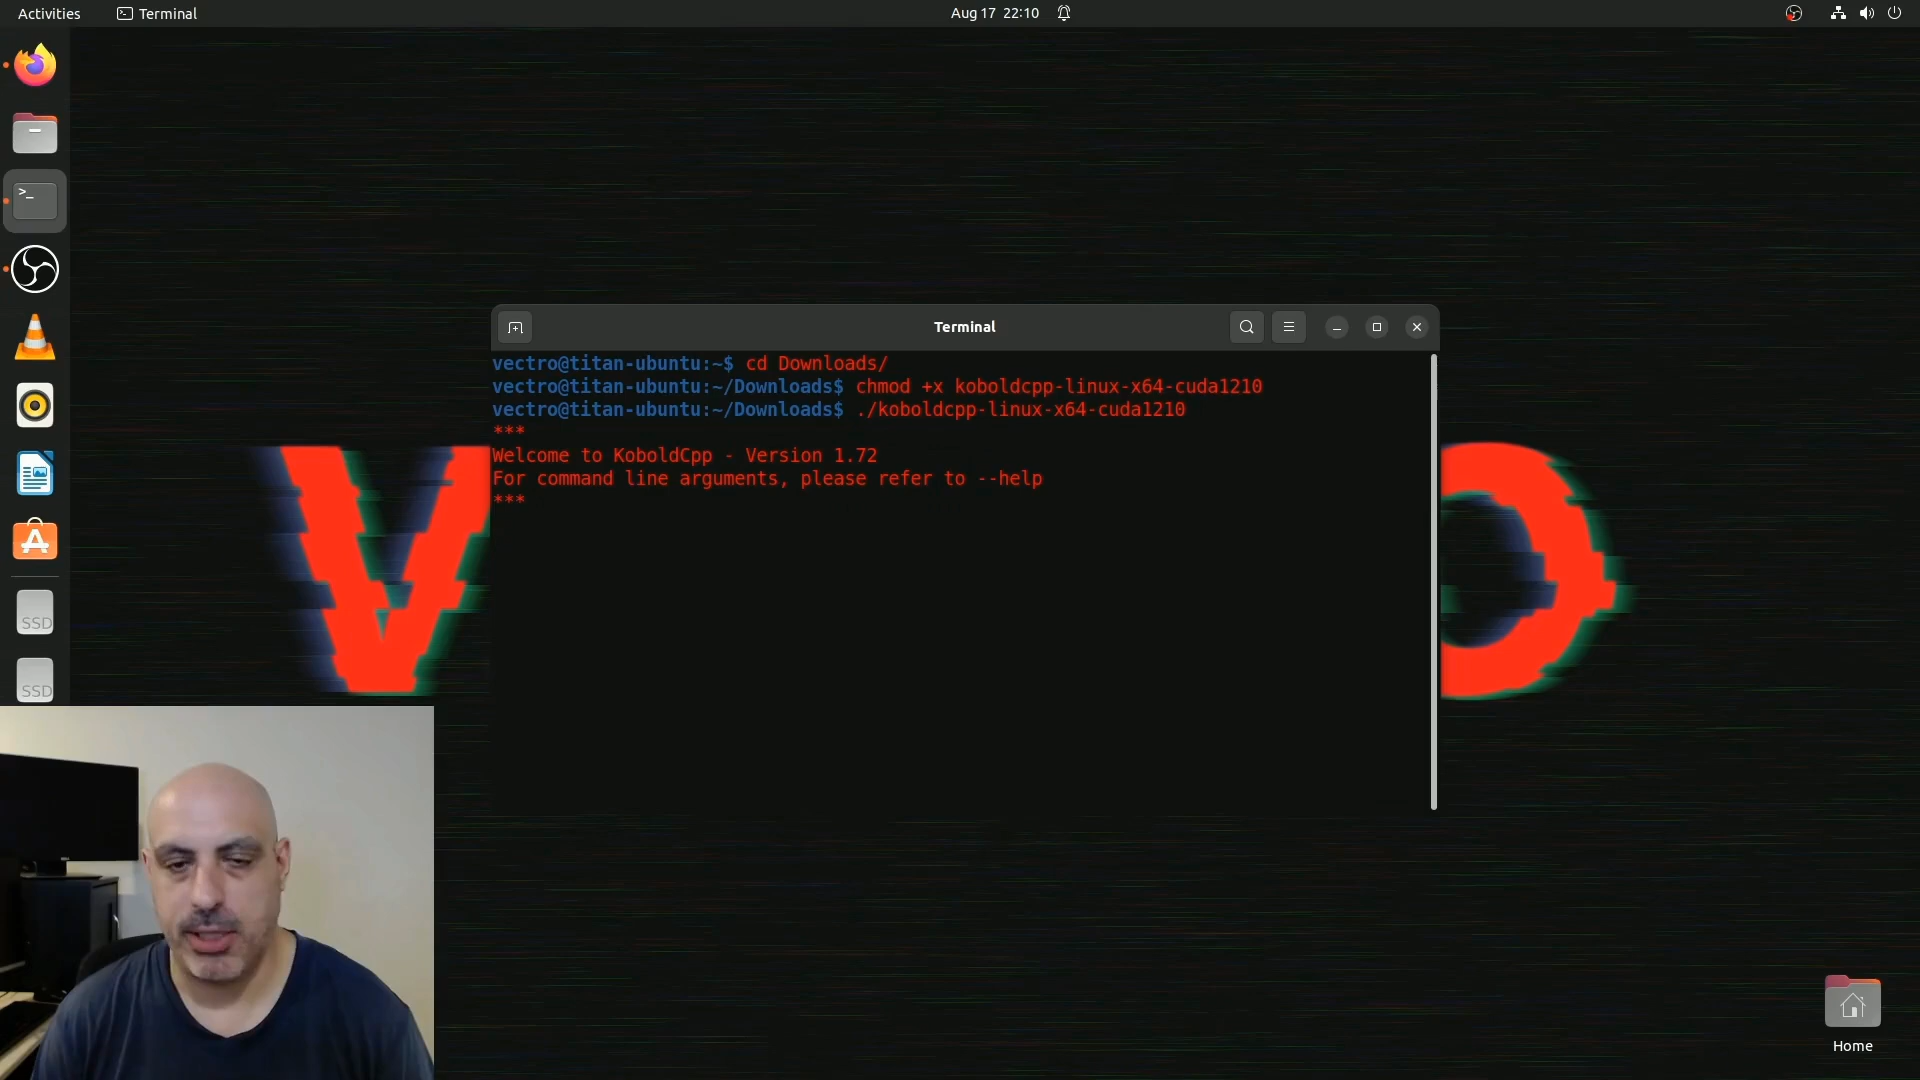 Activities
Terminal
Aug 17 22:10
Terminal
vectro@titan-ubuntu:~$ cd Downloads/
vectro@titan-ubuntu:~/Downloads$ chmod +x koboldcpp-linux-x64-cuda1210
vectro@titan-ubuntu:~/Downloads$ ./koboldcpp-linux-x64-cuda1210
***
Welcome to KoboldCpp - Version 1.72
For command line arguments, please refer to --help
***
V
O
SSD
SSD
Home